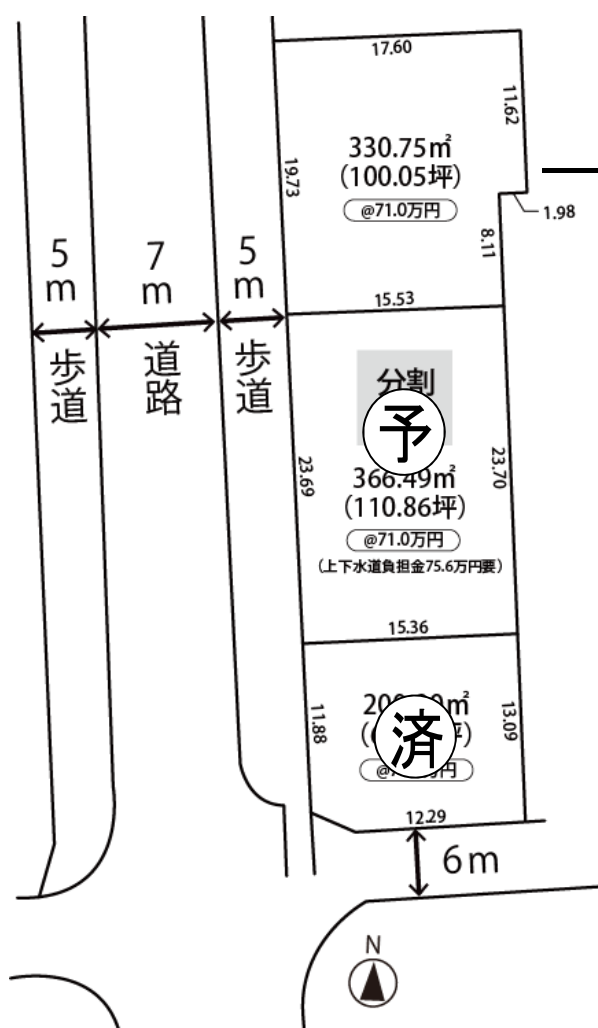 17.60
11.62
19.73
330.75㎡
(100.05坪)
@71.0万円
1.98
8.11
5m
7m
5m
歩道
道路
歩道
15.53
分割
予
23.69
23.70
366.49㎡
(110.86坪)
@71.0万円
(上下水道負担金75.6万円要)
15.36
11.88
13.09
済
12.29
6m
N